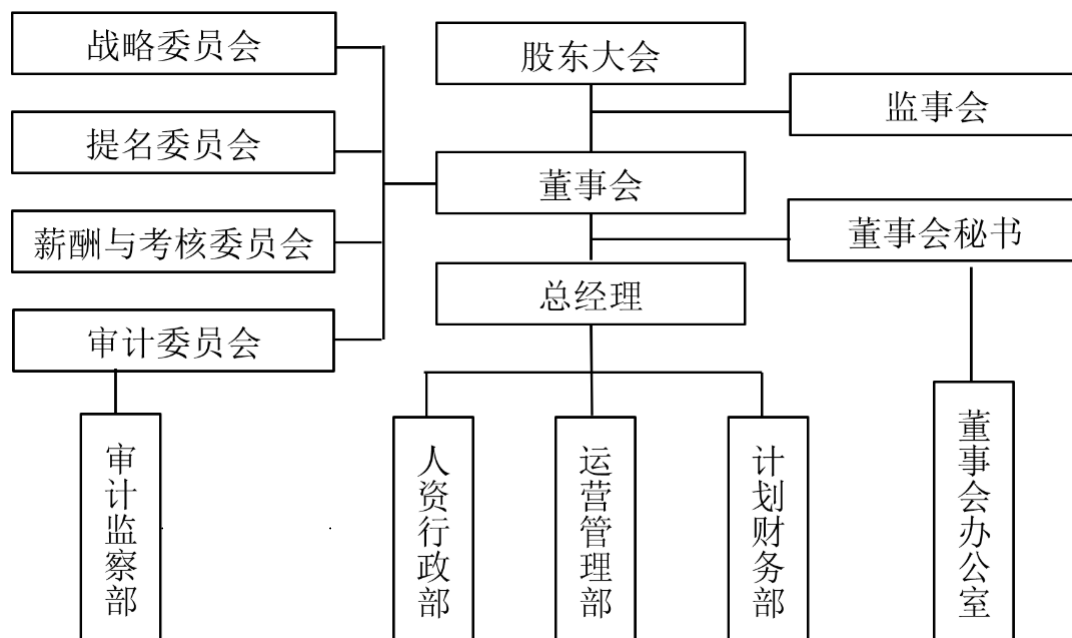 战略委员会
股东大会
监事会
提名委员会
董事会
薪酬与考核委员会
董事会秘书
总经理
审计委员会
审计监察部
人资行政部
运营管理部
计划财务部
董事会办公室